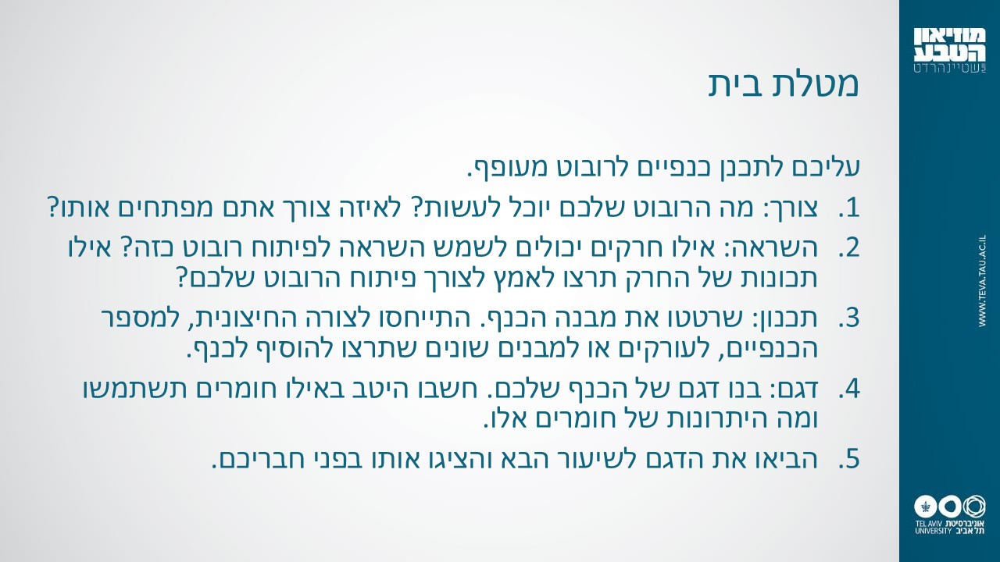 מטלת בית
עליכם לתכנן כנפיים לרובוט מעופף.
1. צורך: מה הרובוט שלכם יוכל לעשות? לאיזה צורך אתם מפתחים אותו?
2. השראה: אילו חרקים יכולים לשמש השראה לפיתוח רובוט כזה? אילו
תכונות של החרק תרצו לאמץ לצורך פיתוח הרובוט שלכם?
3. תכנון: שרטטו את מבנה הכנף. התייחסו לצורה החיצונית, למספר
הכנפיים, לעורקים או למבנים שונים שתרצו להוסיף לכנף.
4. דגם: בנו דגם של הכנף שלכם. חשבו היטב באילו חומרים תשתמשו
ומה היתרונות של חומרים אלו.
5. הביאו את הדגם לשיעור הבא והציגו אותו בפני חבריכם.
מוזיאון
הטבע
שטיינהרדט
WWW.TEVA.TAU.AC.IL
אוניברסיטת TEL AVIV
תל אביב UNIVERSITY